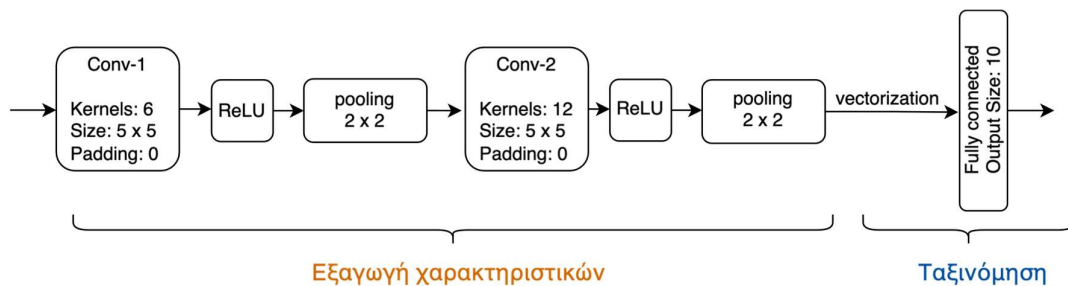 Conv-1
Kernels: 6
Size: 5 x 5
Padding: 0
ReLU
pooling
2 x 2
Conv-2
Kernels: 12
Size: 5 x 5
Padding: 0
ReLU
pooling
2 x 2
vectorization
Fully connected
Output Size: 10
Εξαγωγή χαρακτηριστικών
Ταξινόμηση